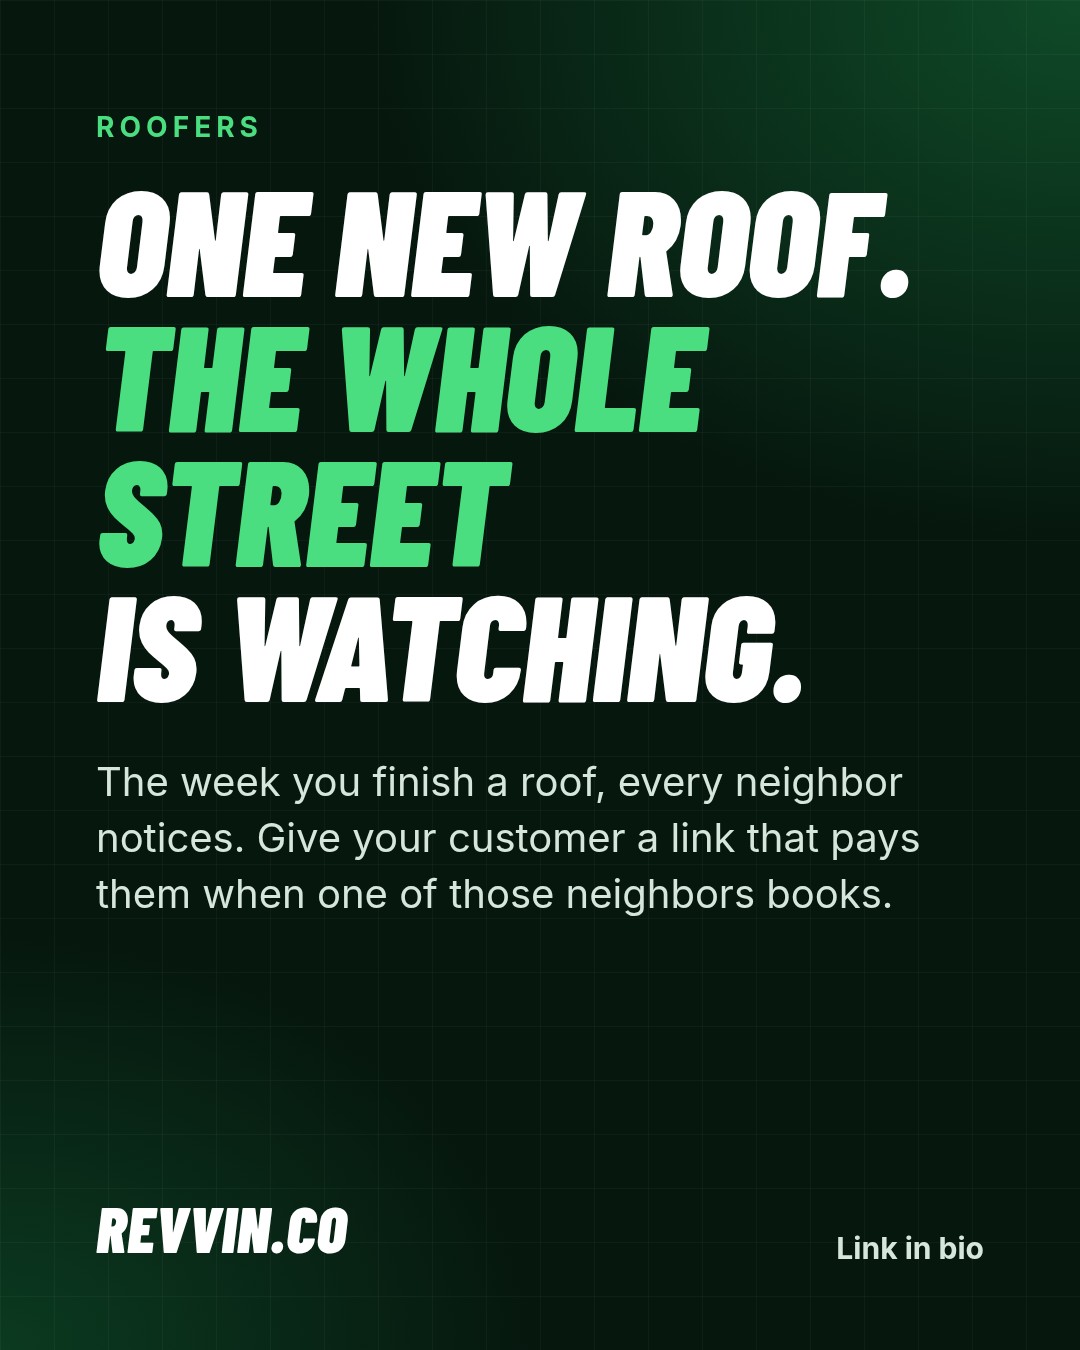 ROOFERS
ONE NEW ROOF.
THE WHOLE
STREET
IS WATCHING.
The week you finish a roof, every neighbor
notices. Give your customer a link that pays
them when one of those neighbors books.
REVVIN.CO
Link in bio